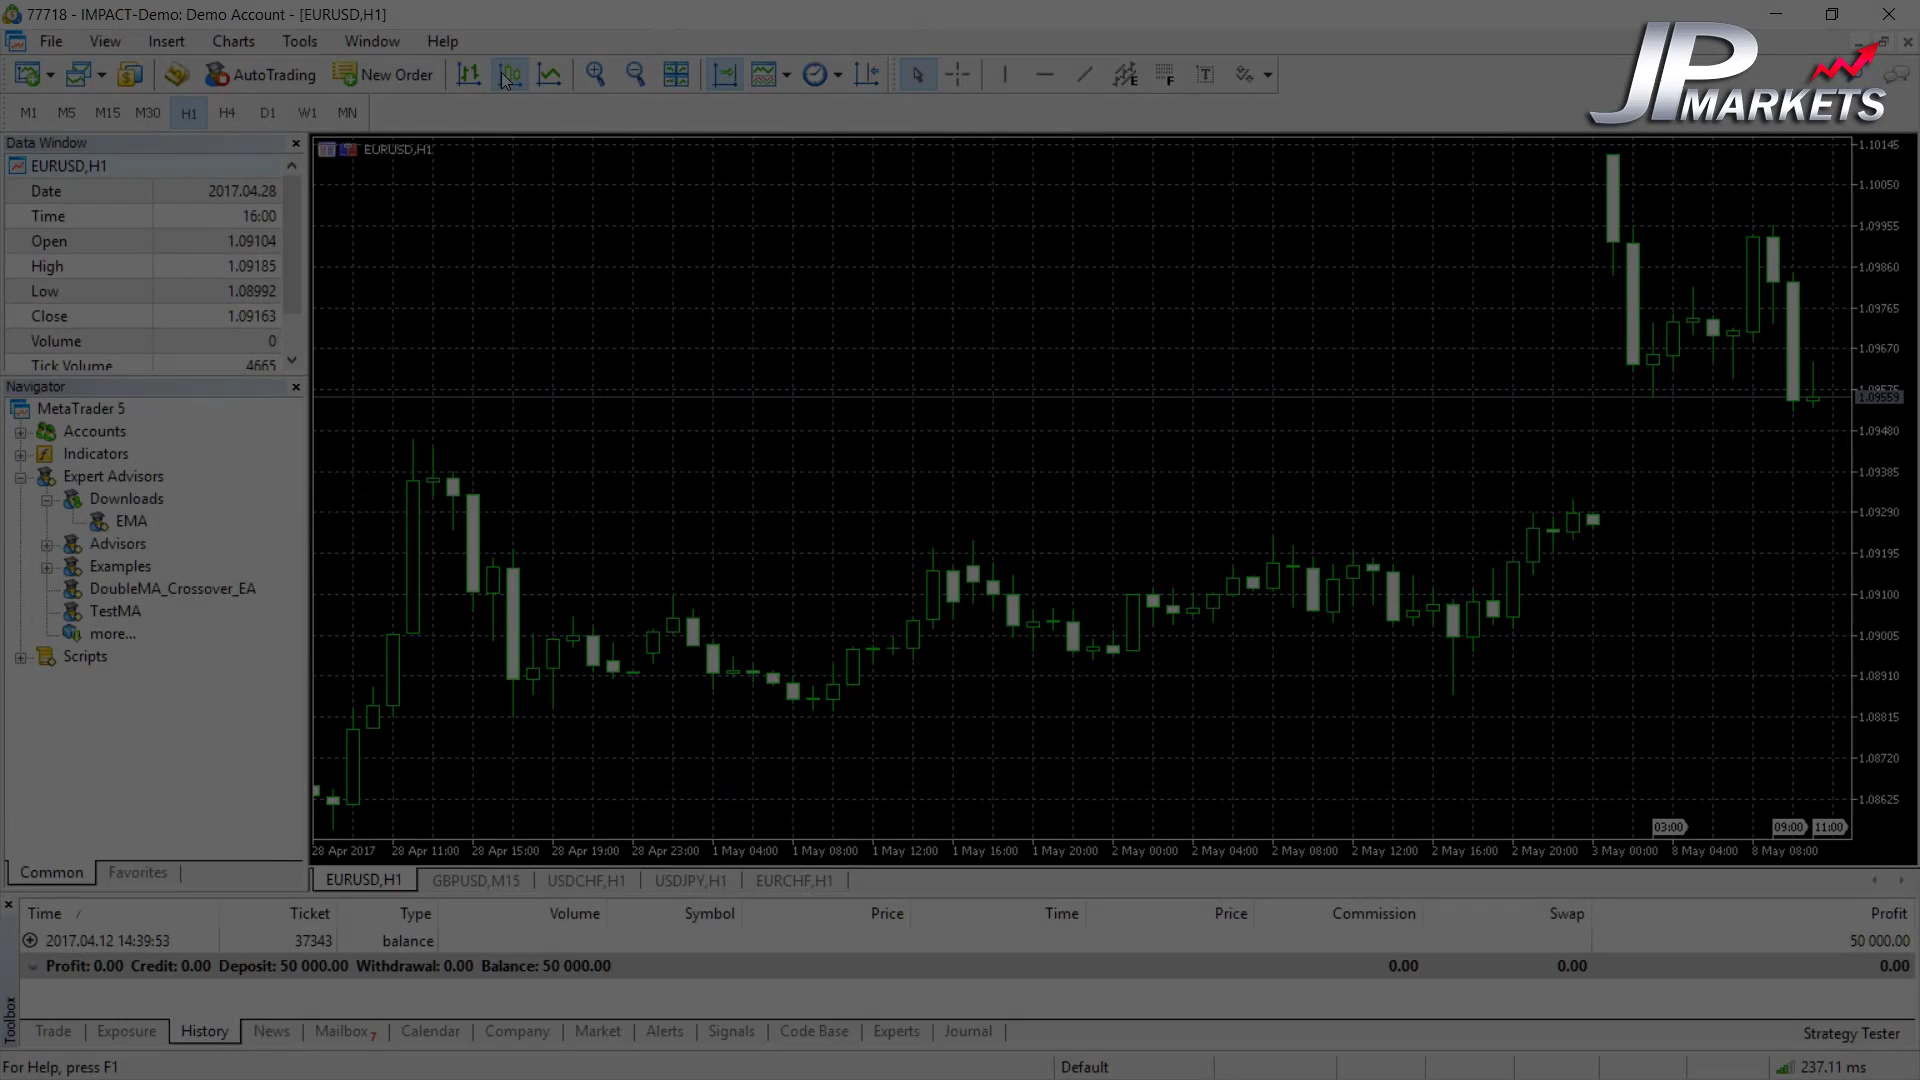 77718 - IMPACT-Demo: Demo Account - [EURUSD,H1]
File View Insert Charts Tools Window Help
JP MARKETS
AutoTrading New Order E F T
M1 M5 M15 M30 H1 H4 D1 W1 MN
Data Window
EURUSD,H1
Date 2017.04.28
Time 16:00
Open 1.09104
High 1.09185
Low 1.08992
Close 1.09163
Volume 0
Tick Volume 4665
Navigator
MetaTrader 5
Accounts
Indicators
Expert Advisors
Downloads
EMA
Advisors
Examples
DoubleMA_Crossover_EA
TestMA
more...
Scripts
Common Favorites
EURUSD,H1
1.10145
1.10050
1.09955
1.09860
1.09765
1.09670
1.09575
1.09559
1.09480
1.09385
1.09290
1.09195
1.09100
1.09005
1.08910
1.08815
1.08720
1.08625
03:00 09:00 11:00
28 Apr 2017 28 Apr 11:00 28 Apr 15:00 28 Apr 19:00 28 Apr 23:00 1 May 04:00 1 May 08:00 1 May 12:00 1 May 16:00 1 May 20:00 2 May 00:00 2 May 04:00 2 May 08:00 2 May 12:00 2 May 16:00 2 May 20:00 3 May 00:00 8 May 04:00 8 May 08:00
EURUSD,H1 GBPUSD,M15 USDCHF,H1 USDJPY,H1 EURCHF,H1
Time Ticket Type Volume Symbol Price Time Price Commission Swap Profit
2017.04.12 14:39:53 37343 balance 50 000.00
Profit: 0.00 Credit: 0.00 Deposit: 50 000.00 Withdrawal: 0.00 Balance: 50 000.00 0.00 0.00 0.00
Toolbox
Trade Exposure History News Mailbox 7 Calendar Company Market Alerts Signals Code Base Experts Journal Strategy Tester
For Help, press F1 Default 237.11 ms